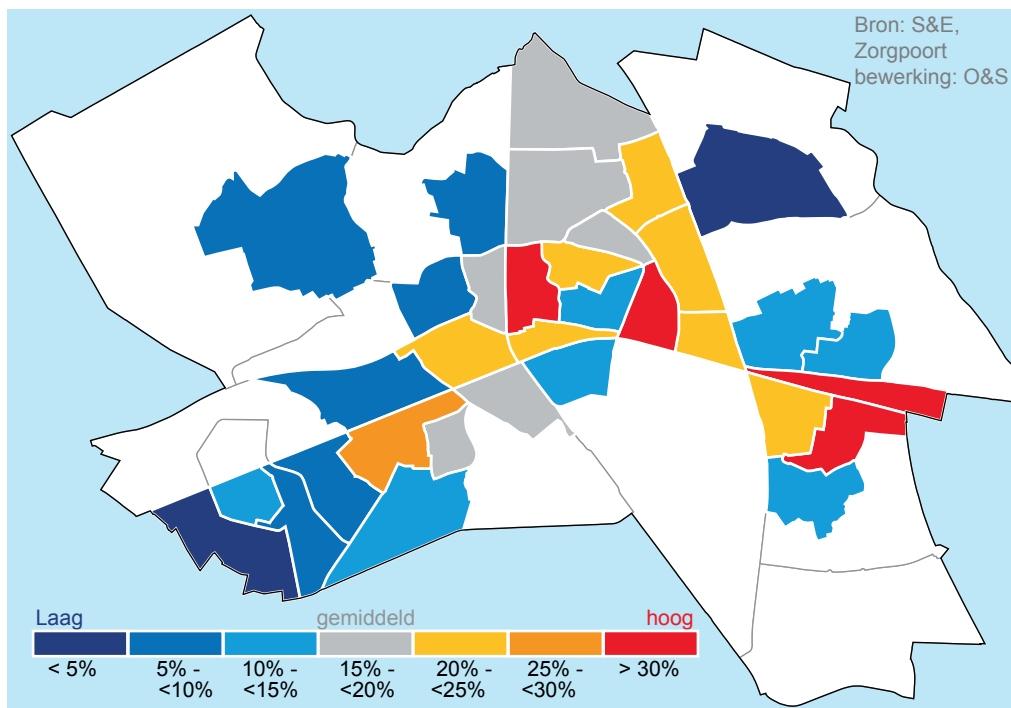 Bron: S&E,
Zorgpoort
bewerking: O&S
Laag gemiddeld hoog
< 5% 5% - 10% - 15% - 20% - 25% - > 30%
<10% <15% <20% <25% <30%